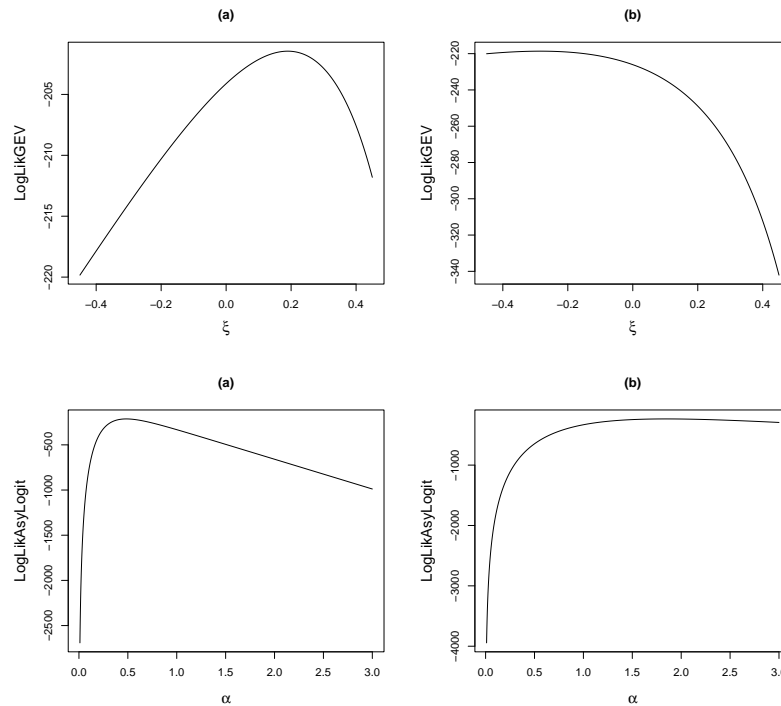 (a)
LogLikGEV
−205
−210
−215
−220
−0.4 −0.2 0.0 0.2 0.4
ξ
(b)
LogLikGEV
−220
−240
−260
−280
−300
−320
−340
−0.4 −0.2 0.0 0.2 0.4
ξ
(a)
LogLikAsyLogit
−500
−1000
−1500
−2000
−2500
0.0 0.5 1.0 1.5 2.0 2.5 3.0
α
(b)
LogLikAsyLogit
−1000
−2000
−3000
−4000
0.0 0.5 1.0 1.5 2.0 2.5 3.0
α